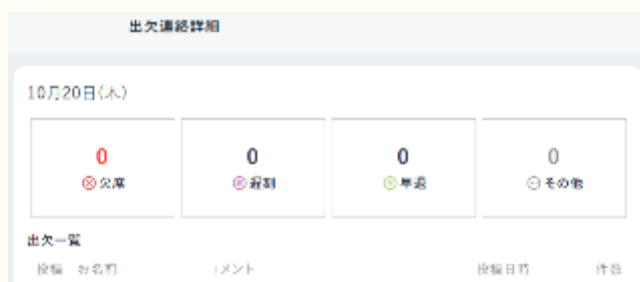 出欠連絡詳細
10月20日(木)
0 0 0 0
欠席 遅刻 早退 その他
出欠一覧
投稿 お名前 コメント 投稿日時 件数